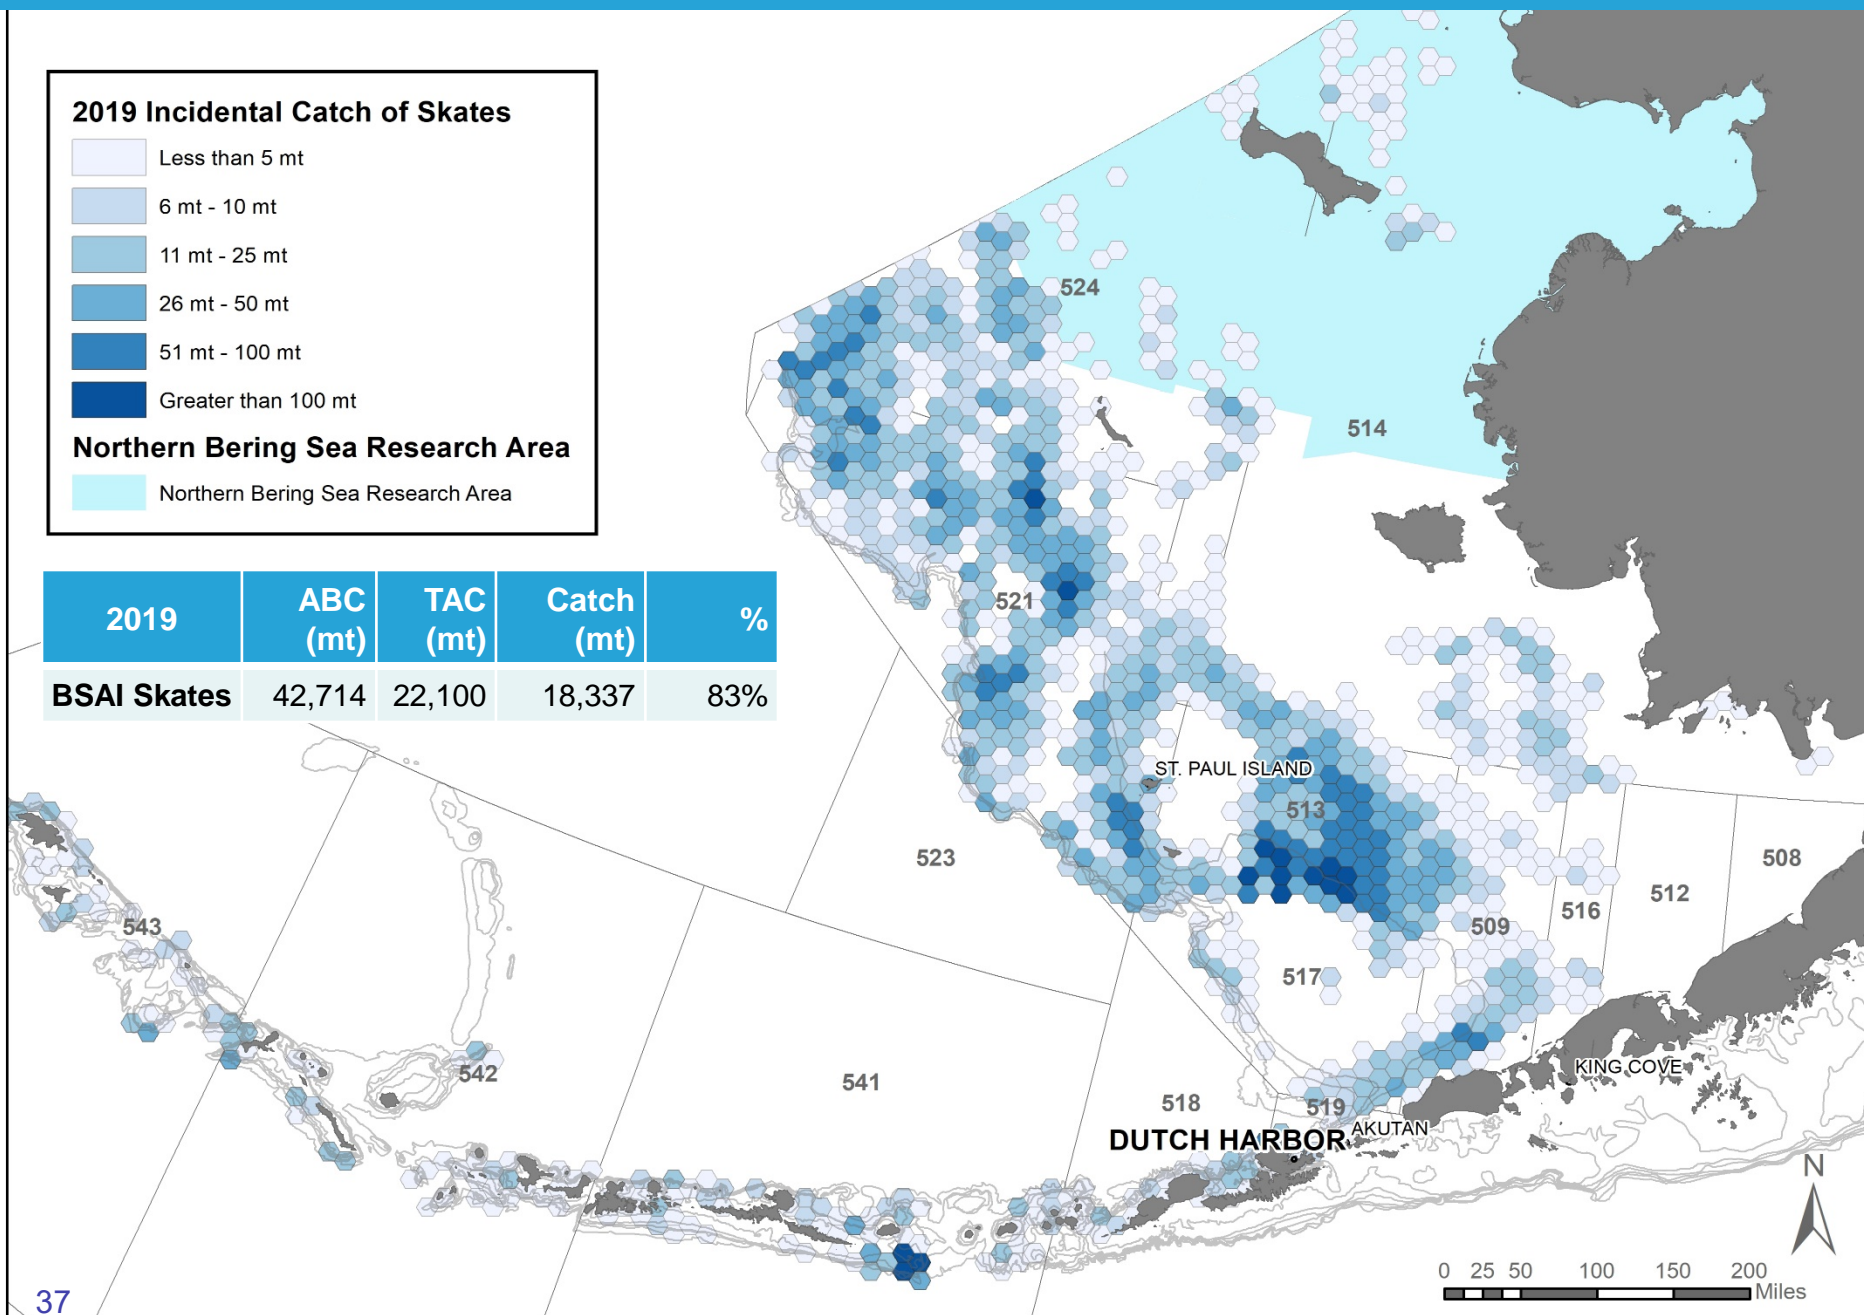 2019 Incidental Catch of Skates
Less than 5 mt
6 mt - 10 mt
11 mt - 25 mt
26 mt - 50 mt
51 mt - 100 mt
Greater than 100 mt
Northern Bering Sea Research Area
Northern Bering Sea Research Area
2019 ABC (mt) TAC (mt) Catch (mt) %
BSAI Skates 42,714 22,100 18,337 83%
524
514
521
ST. PAUL ISLAND
513
523
508
512
516
509
543
517
542
541
518
519
KING COVE
AKUTAN
DUTCH HARBOR
N
0 25 50 100 150 200
Miles
37